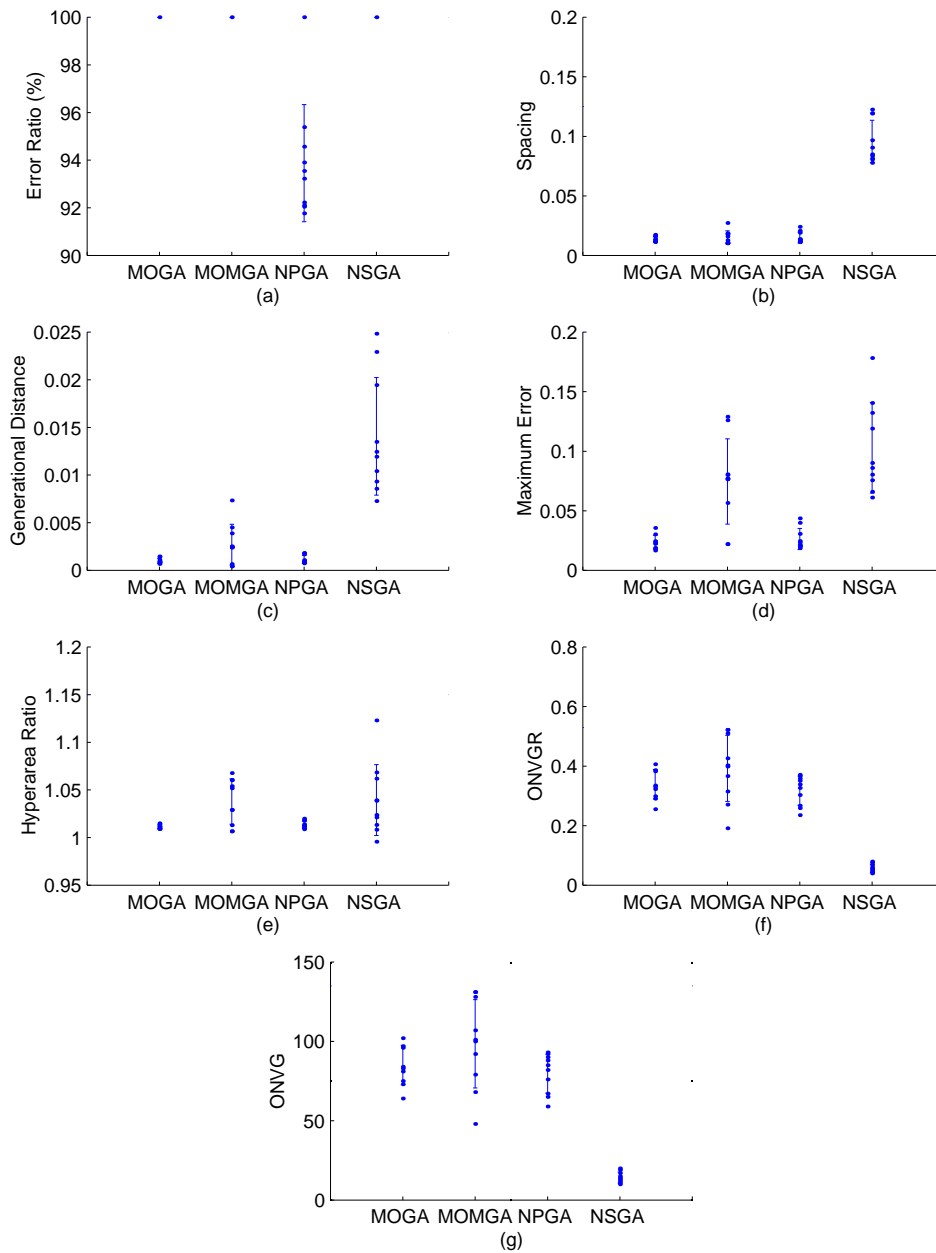 100
98
96
94
92
90
Error Ratio (%)
MOGA MOMGA NPGA NSGA
(a)
0.2
0.15
0.1
0.05
0
Spacing
MOGA MOMGA NPGA NSGA
(b)
0.025
0.02
0.015
0.01
0.005
0
Generational Distance
MOGA MOMGA NPGA NSGA
(c)
0.2
0.15
0.1
0.05
0
Maximum Error
MOGA MOMGA NPGA NSGA
(d)
1.2
1.15
1.1
1.05
1
0.95
Hyperarea Ratio
MOGA MOMGA NPGA NSGA
(e)
0.8
0.6
0.4
0.2
0
ONVGR
MOGA MOMGA NPGA NSGA
(f)
150
100
50
0
ONVG
MOGA MOMGA NPGA NSGA
(g)